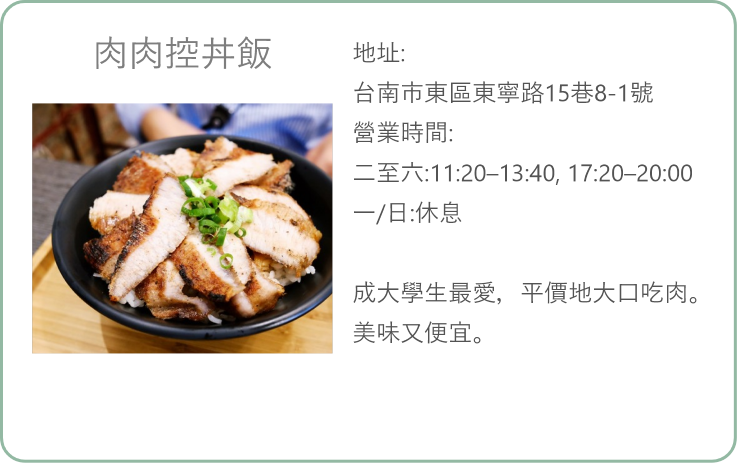 肉肉控丼飯
地址:
台南市東區東寧路15巷8-1號
營業時間:
二至六:11:20–13:40, 17:20–20:00
一/日:休息
成大學生最愛，平價地大口吃肉。
美味又便宜。